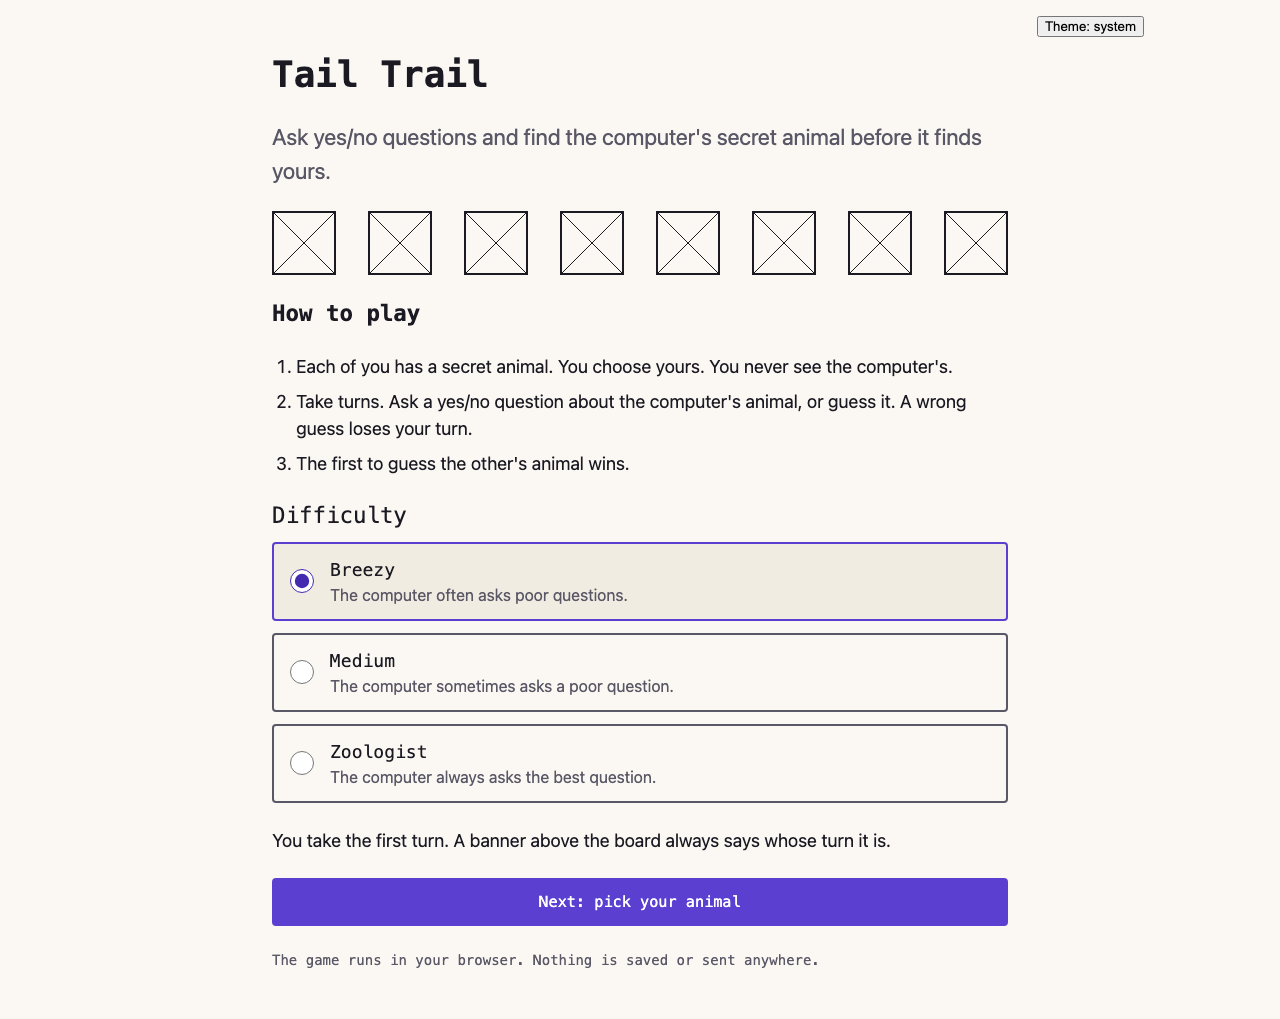 Theme: system
Tail Trail
Ask yes/no questions and find the computer's secret animal before it finds
yours.
How to play
1. Each of you has a secret animal. You choose yours. You never see the computer's.
2. Take turns. Ask a yes/no question about the computer's animal, or guess it. A wrong
guess loses your turn.
3. The first to guess the other's animal wins.
Difficulty
Breezy
The computer often asks poor questions.
Medium
The computer sometimes asks a poor question.
Zoologist
The computer always asks the best question.
You take the first turn. A banner above the board always says whose turn it is.
Next: pick your animal
The game runs in your browser. Nothing is saved or sent anywhere.